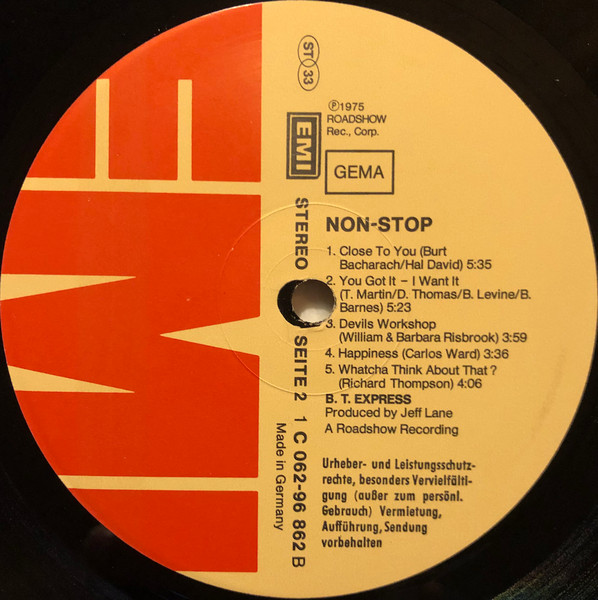 ST 33
Ⓟ1975
ROADSHOW
Rec., Corp.
EMI
GEMA
NON-STOP
1. Close To You (Burt
Bacharach/Hal David) 5:35
2. You Got It – I Want It
(T. Martin/D. Thomas/B. Levine/B.
Barnes) 5:23
3. Devils Workshop
(William & Barbara Risbrook) 3:59
4. Happiness (Carlos Ward) 3:36
5. Whatcha Think About That?
(Richard Thompson) 4:06
B. T. EXPRESS
Produced by Jeff Lane
A Roadshow Recording
Urheber- und Leistungsschutz-
rechte, besonders Vervielfälti-
gung (außer zum persönl.
Gebrauch) Vermietung,
Aufführung, Sendung
vorbehalten
STEREO SEITE 2 1 C 062-96 862 B
Made in Germany
EMI